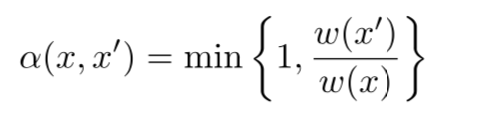 α(x, x′) = min { 1, w(x′) / w(x) }